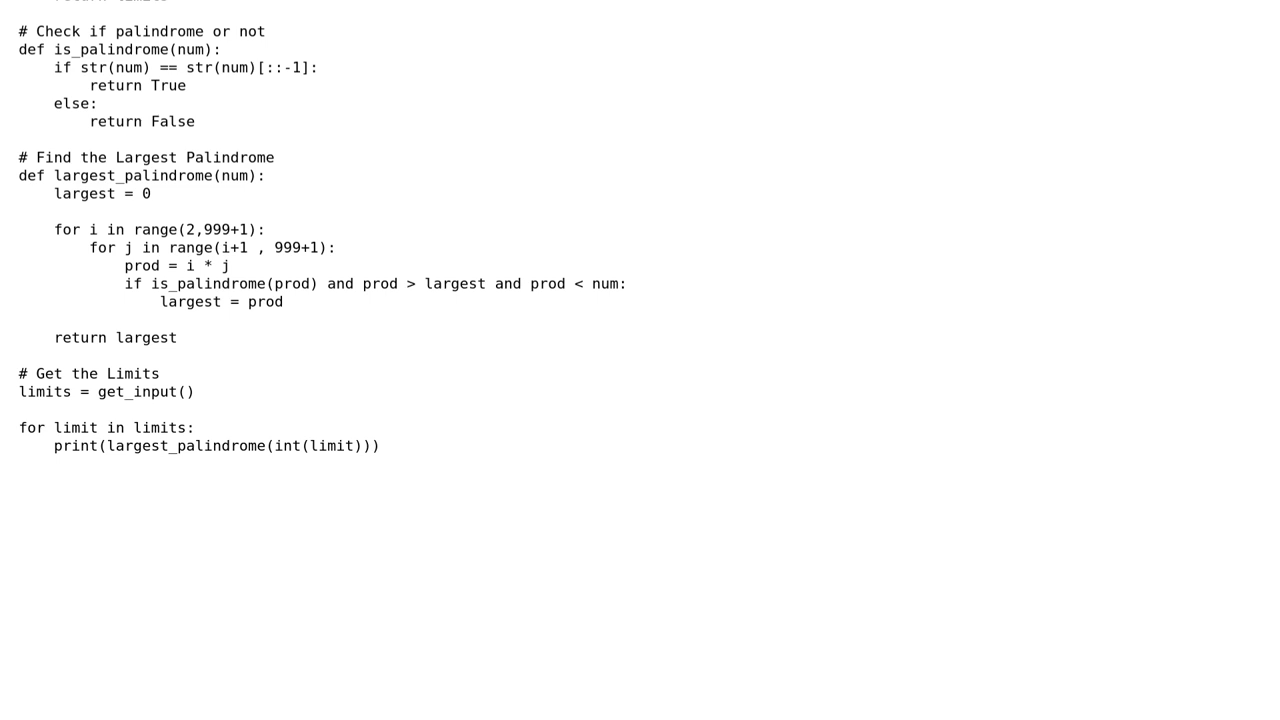 # Check if palindrome or not
def is_palindrome(num):
    if str(num) == str(num)[::-1]:
        return True
    else:
        return False

# Find the Largest Palindrome
def largest_palindrome(num):
    largest = 0

    for i in range(2,999+1):
        for j in range(i+1 , 999+1):
            prod = i * j
            if is_palindrome(prod) and prod > largest and prod < num:
                largest = prod

    return largest

# Get the Limits
limits = get_input()

for limit in limits:
    print(largest_palindrome(int(limit)))